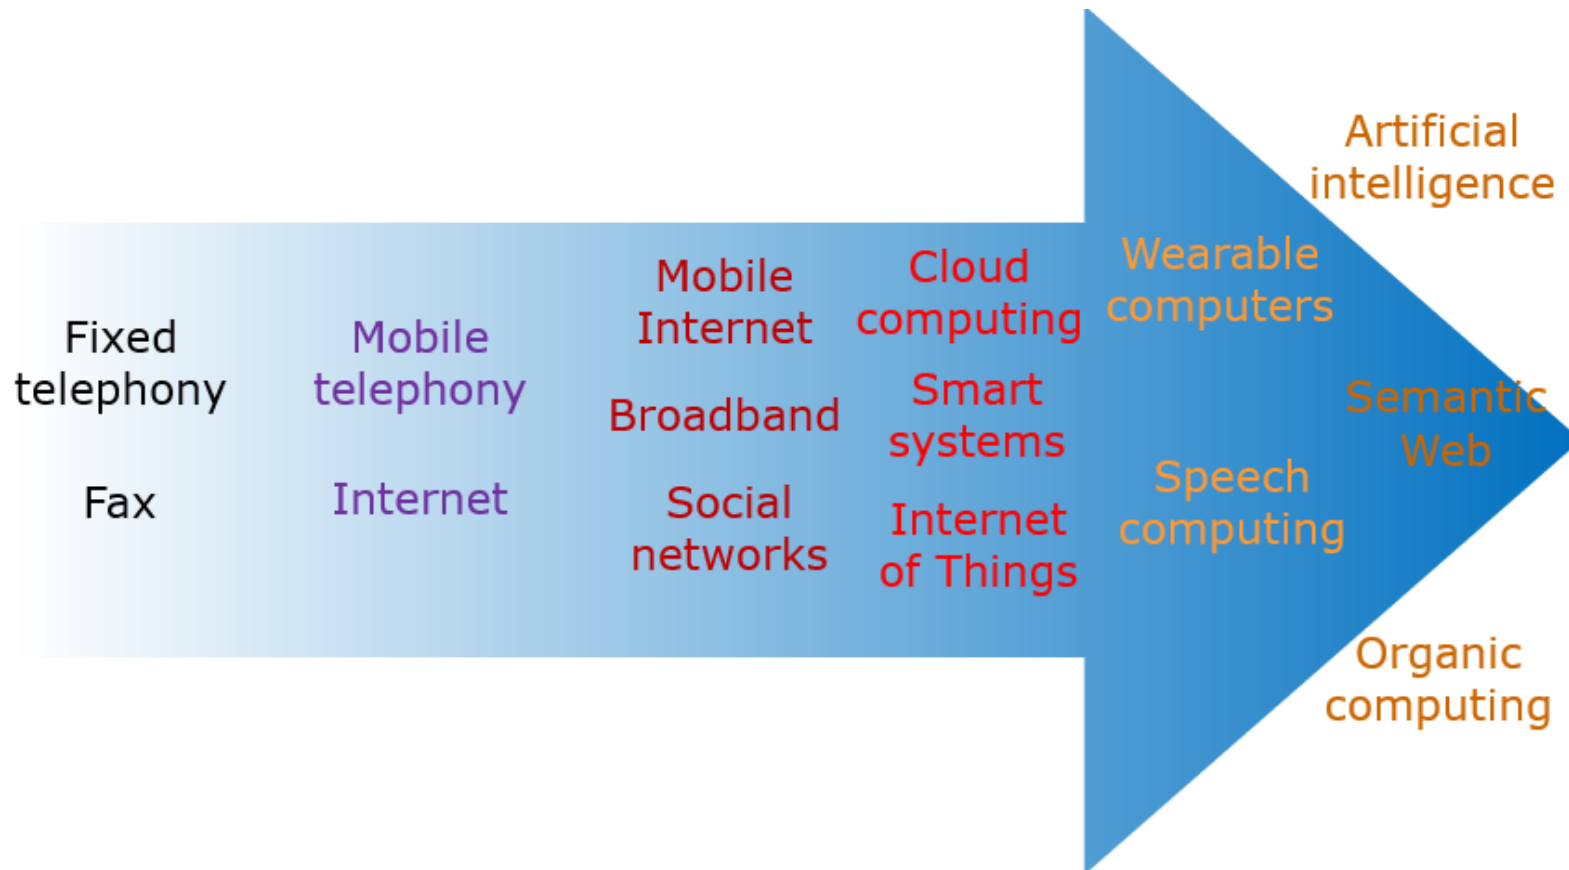 Fixed
telephony
Fax
Mobile
telephony
Internet
Mobile
Internet
Broadband
Social
networks
Cloud
computing
Smart
systems
Internet
of Things
Wearable
computers
Speech
computing
Artificial
intelligence
Semantic
Web
Organic
computing